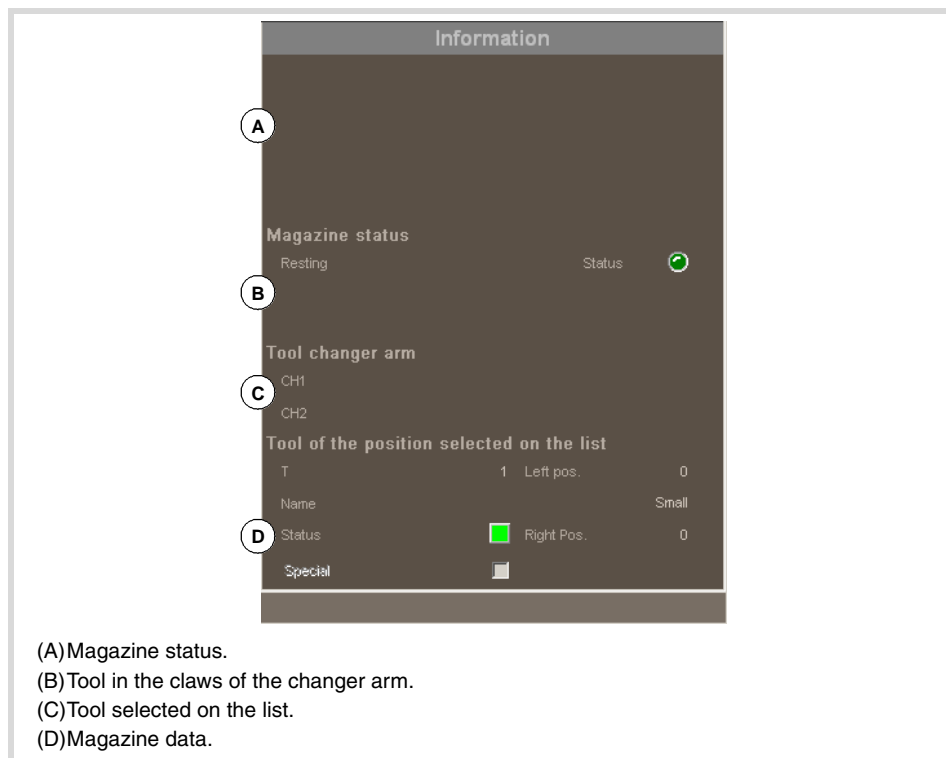 Information
A
Magazine status
Resting Status
B
Tool changer arm
CH1
C
CH2
Tool of the position selected on the list
T 1 Left pos. 0
Name Small
D Status Right Pos. 0
Special
(A)Magazine status.
(B)Tool in the claws of the changer arm.
(C)Tool selected on the list.
(D)Magazine data.